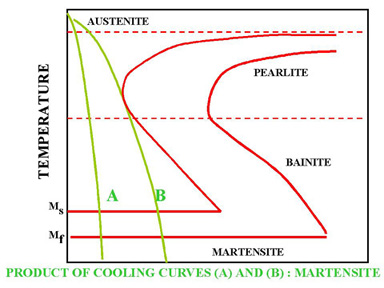 AUSTENITE
PEARLITE
TEMPERATURE
BAINITE
A B
Ms
Mf
MARTENSITE
PRODUCT OF COOLING CURVES (A) AND (B) : MARTENSITE